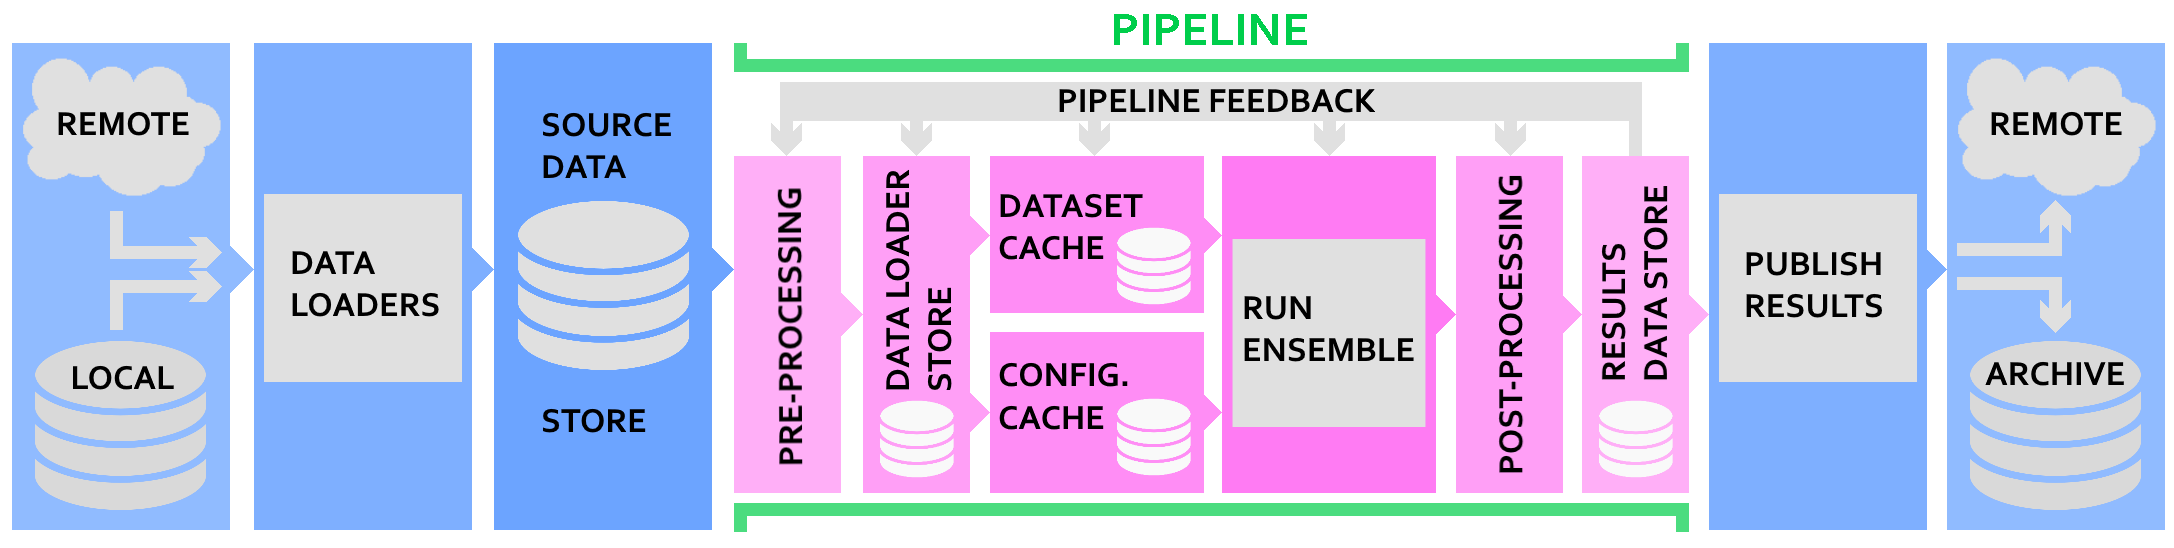 PIPELINE
PIPELINE FEEDBACK
REMOTE
LOCAL
DATA
LOADERS
SOURCE
DATA
STORE
PRE-PROCESSING
DATA LOADER
STORE
DATASET
CACHE
CONFIG.
CACHE
RUN
ENSEMBLE
POST-PROCESSING
RESULTS
DATA STORE
PUBLISH
RESULTS
REMOTE
ARCHIVE